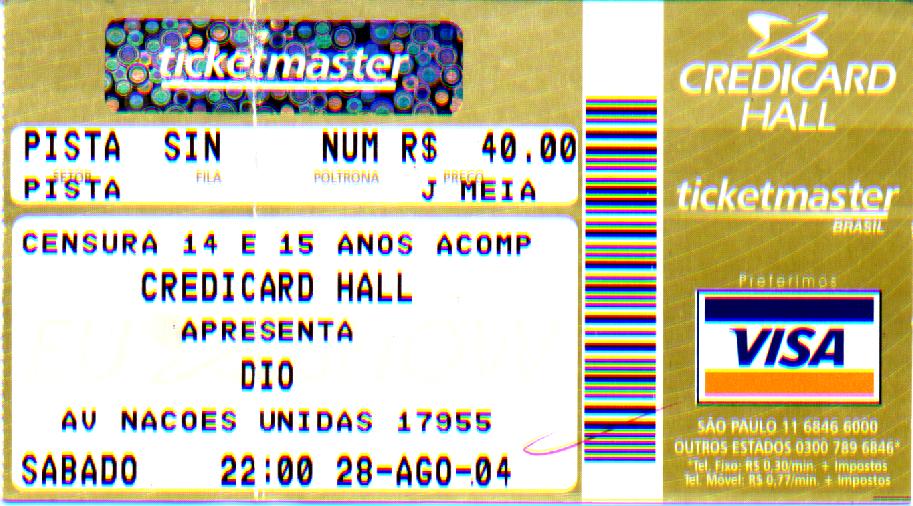 ticketmaster
PISTA SIN NUM R$ 40.00
SETOR FILA POLTRONA PREÇO
PISTA J MEIA
CENSURA 14 E 15 ANOS ACOMP
CREDICARD HALL
APRESENTA
DIO
AV NACOES UNIDAS 17955
SABADO 22:00 28-AGO-04
CREDICARD
HALL
ticketmaster
BRASIL
Preferimos
VISA
SÃO PAULO 11 6846 6000
OUTROS ESTADOS 0300 789 6846*
*Tel. Fixo: R$ 0,30/min. + Impostos
Tel. Móvel: R$ 0,77/min. + Impostos